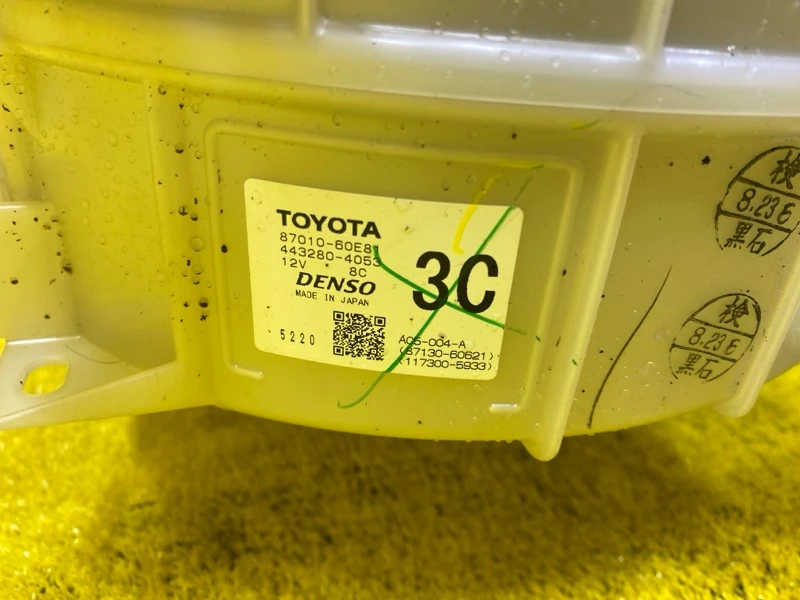 TOYOTA
87010-60E8
443280-4053
12V 8C
DENSO
MADE IN JAPAN
3C
5220
A05-004-A
(87130-60621)
(117300-5933)
検
8.23
黒石
検
8.23
黒石